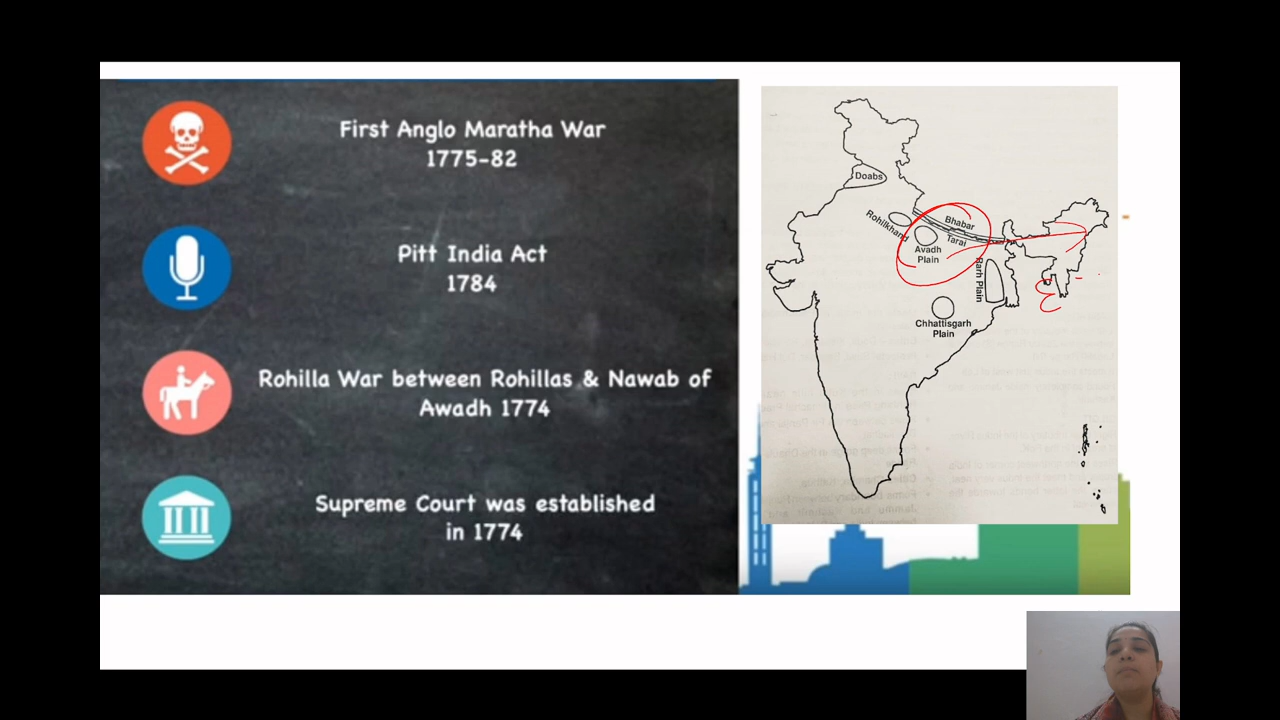 First Anglo Maratha War
1775-82
Pitt India Act
1784
Rohilla War between Rohillas & Nawab of
Awadh 1774
Supreme Court was established
in 1774
Doabs
Rohilkhand
Bhabar
Tarai
Avadh
Plain
Rarh Plain
Chhattisgarh
Plain